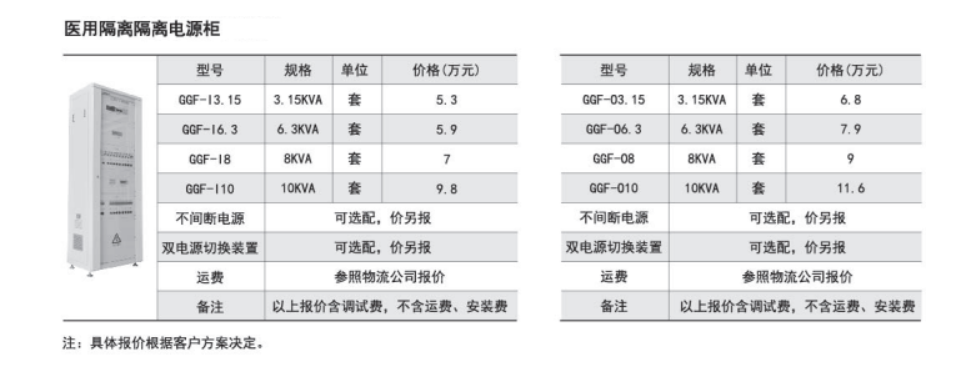 医用隔离隔离电源柜
型号 规格 单位 价格(万元)
GGF-I3.15 3.15KVA 套 5.3
GGF-I6.3 6.3KVA 套 5.9
GGF-I8 8KVA 套 7
GGF-I10 10KVA 套 9.8
不间断电源 可选配，价另报
双电源切换装置 可选配，价另报
运费 参照物流公司报价
备注 以上报价含调试费，不含运费、安装费
型号 规格 单位 价格(万元)
GGF-O3.15 3.15KVA 套 6.8
GGF-O6.3 6.3KVA 套 7.9
GGF-O8 8KVA 套 9
GGF-O10 10KVA 套 11.6
不间断电源 可选配，价另报
双电源切换装置 可选配，价另报
运费 参照物流公司报价
备注 以上报价含调试费，不含运费、安装费
注：具体报价根据客户方案决定。